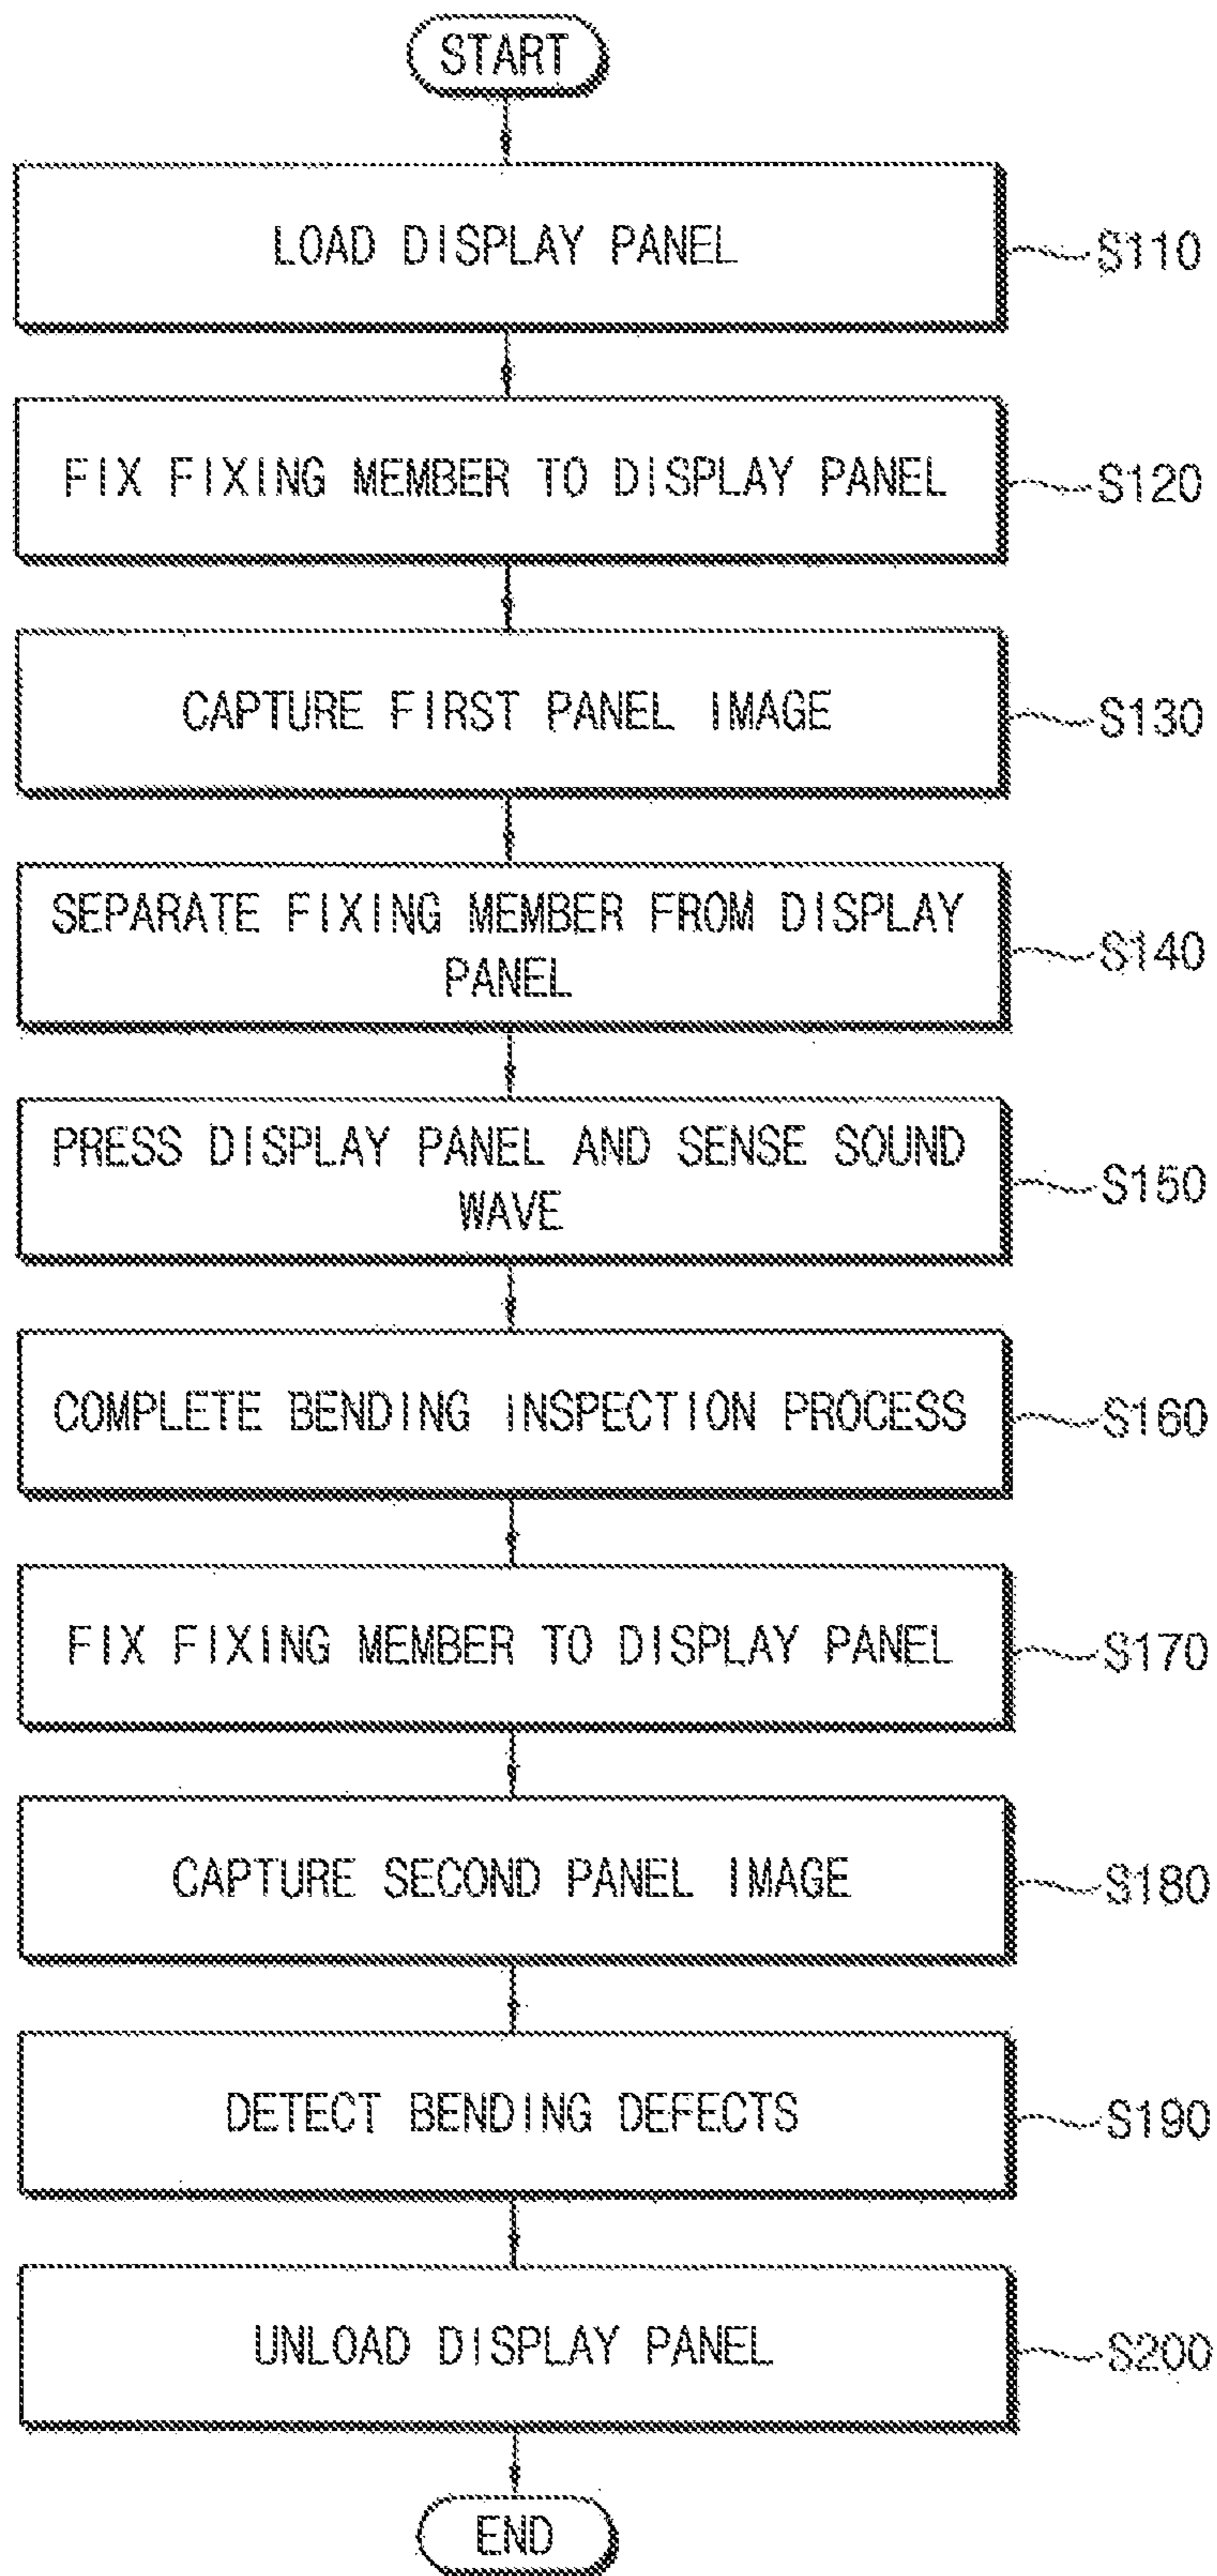 START
LOAD DISPLAY PANEL
S110
FIX FIXING MEMBER TO DISPLAY PANEL
S120
CAPTURE FIRST PANEL IMAGE
S130
SEPARATE FIXING MEMBER FROM DISPLAY
PANEL
S140
PRESS DISPLAY PANEL AND SENSE SOUND
WAVE
S150
COMPLETE BENDING INSPECTION PROCESS
S160
FIX FIXING MEMBER TO DISPLAY PANEL
S170
CAPTURE SECOND PANEL IMAGE
S180
DETECT BENDING DEFECTS
S190
UNLOAD DISPLAY PANEL
S200
END